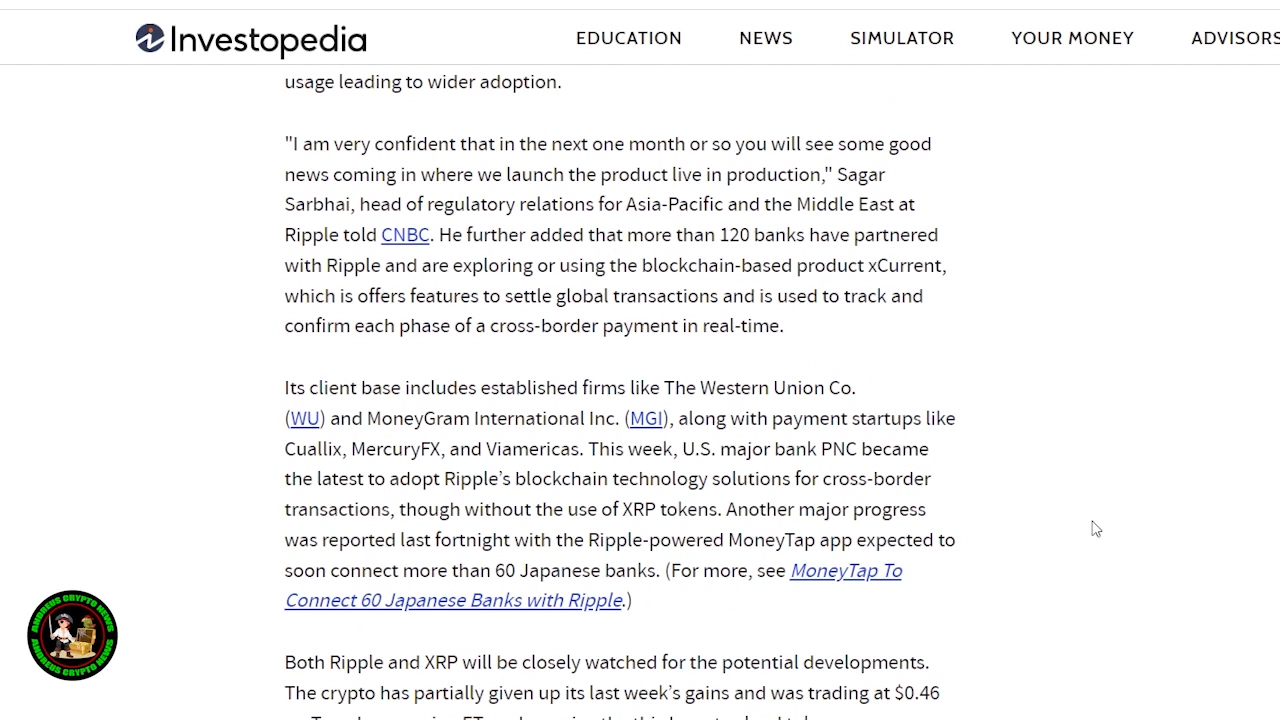 Investopedia
EDUCATION NEWS SIMULATOR YOUR MONEY ADVISORS
usage leading to wider adoption.
"I am very confident that in the next one month or so you will see some good
news coming in where we launch the product live in production," Sagar
Sarbhai, head of regulatory relations for Asia-Pacific and the Middle East at
Ripple told CNBC. He further added that more than 120 banks have partnered
with Ripple and are exploring or using the blockchain-based product xCurrent,
which is offers features to settle global transactions and is used to track and
confirm each phase of a cross-border payment in real-time.
Its client base includes established firms like The Western Union Co.
(WU) and MoneyGram International Inc. (MGI), along with payment startups like
Cuallix, MercuryFX, and Viamericas. This week, U.S. major bank PNC became
the latest to adopt Ripple’s blockchain technology solutions for cross-border
transactions, though without the use of XRP tokens. Another major progress
was reported last fortnight with the Ripple-powered MoneyTap app expected to
soon connect more than 60 Japanese banks. (For more, see MoneyTap To
Connect 60 Japanese Banks with Ripple.)
ANDREUS CRYPTO NEWS
ANDREUS CRYPTO NEWS
Both Ripple and XRP will be closely watched for the potential developments.
The crypto has partially given up its last week’s gains and was trading at $0.46